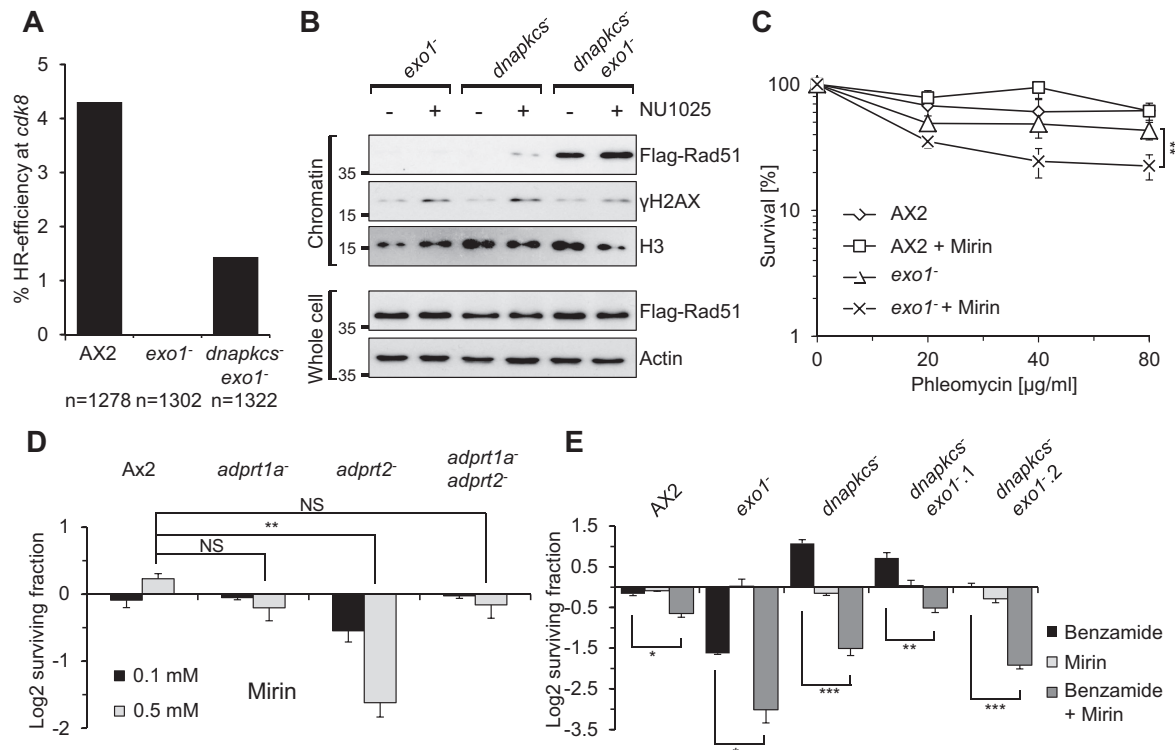 A
5
4
3
2
1
0
% HR-efficiency at cdk8
AX2 exo1- dnapkcs-
exo1-
n=1278 n=1302 n=1322
B
exo1- dnapkcs- dnapkcs-
exo1-
- + - + - + NU1025
Chromatin
Flag-Rad51
35
γH2AX
15
H3
15
Whole cell
Flag-Rad51
35
Actin
35
C
100
10
1
Survival [%]
AX2
AX2 + Mirin
exo1-
exo1- + Mirin
**
0 20 40 80
Phleomycin [µg/ml]
D
Ax2 adprt1a- adprt2- adprt1a-
adprt2-
NS
**
NS
1
0
-1
-2
Log2 surviving fraction
0.1 mM
0.5 mM
Mirin
E
AX2 exo1- dnapkcs- dnapkcs-
exo1-.1
dnapkcs-
exo1-.2
1.5
0.5
-0.5
-1.5
-2.5
-3.5
Log2 surviving fraction
* * *** ** ***
Benzamide
Mirin
Benzamide
+ Mirin